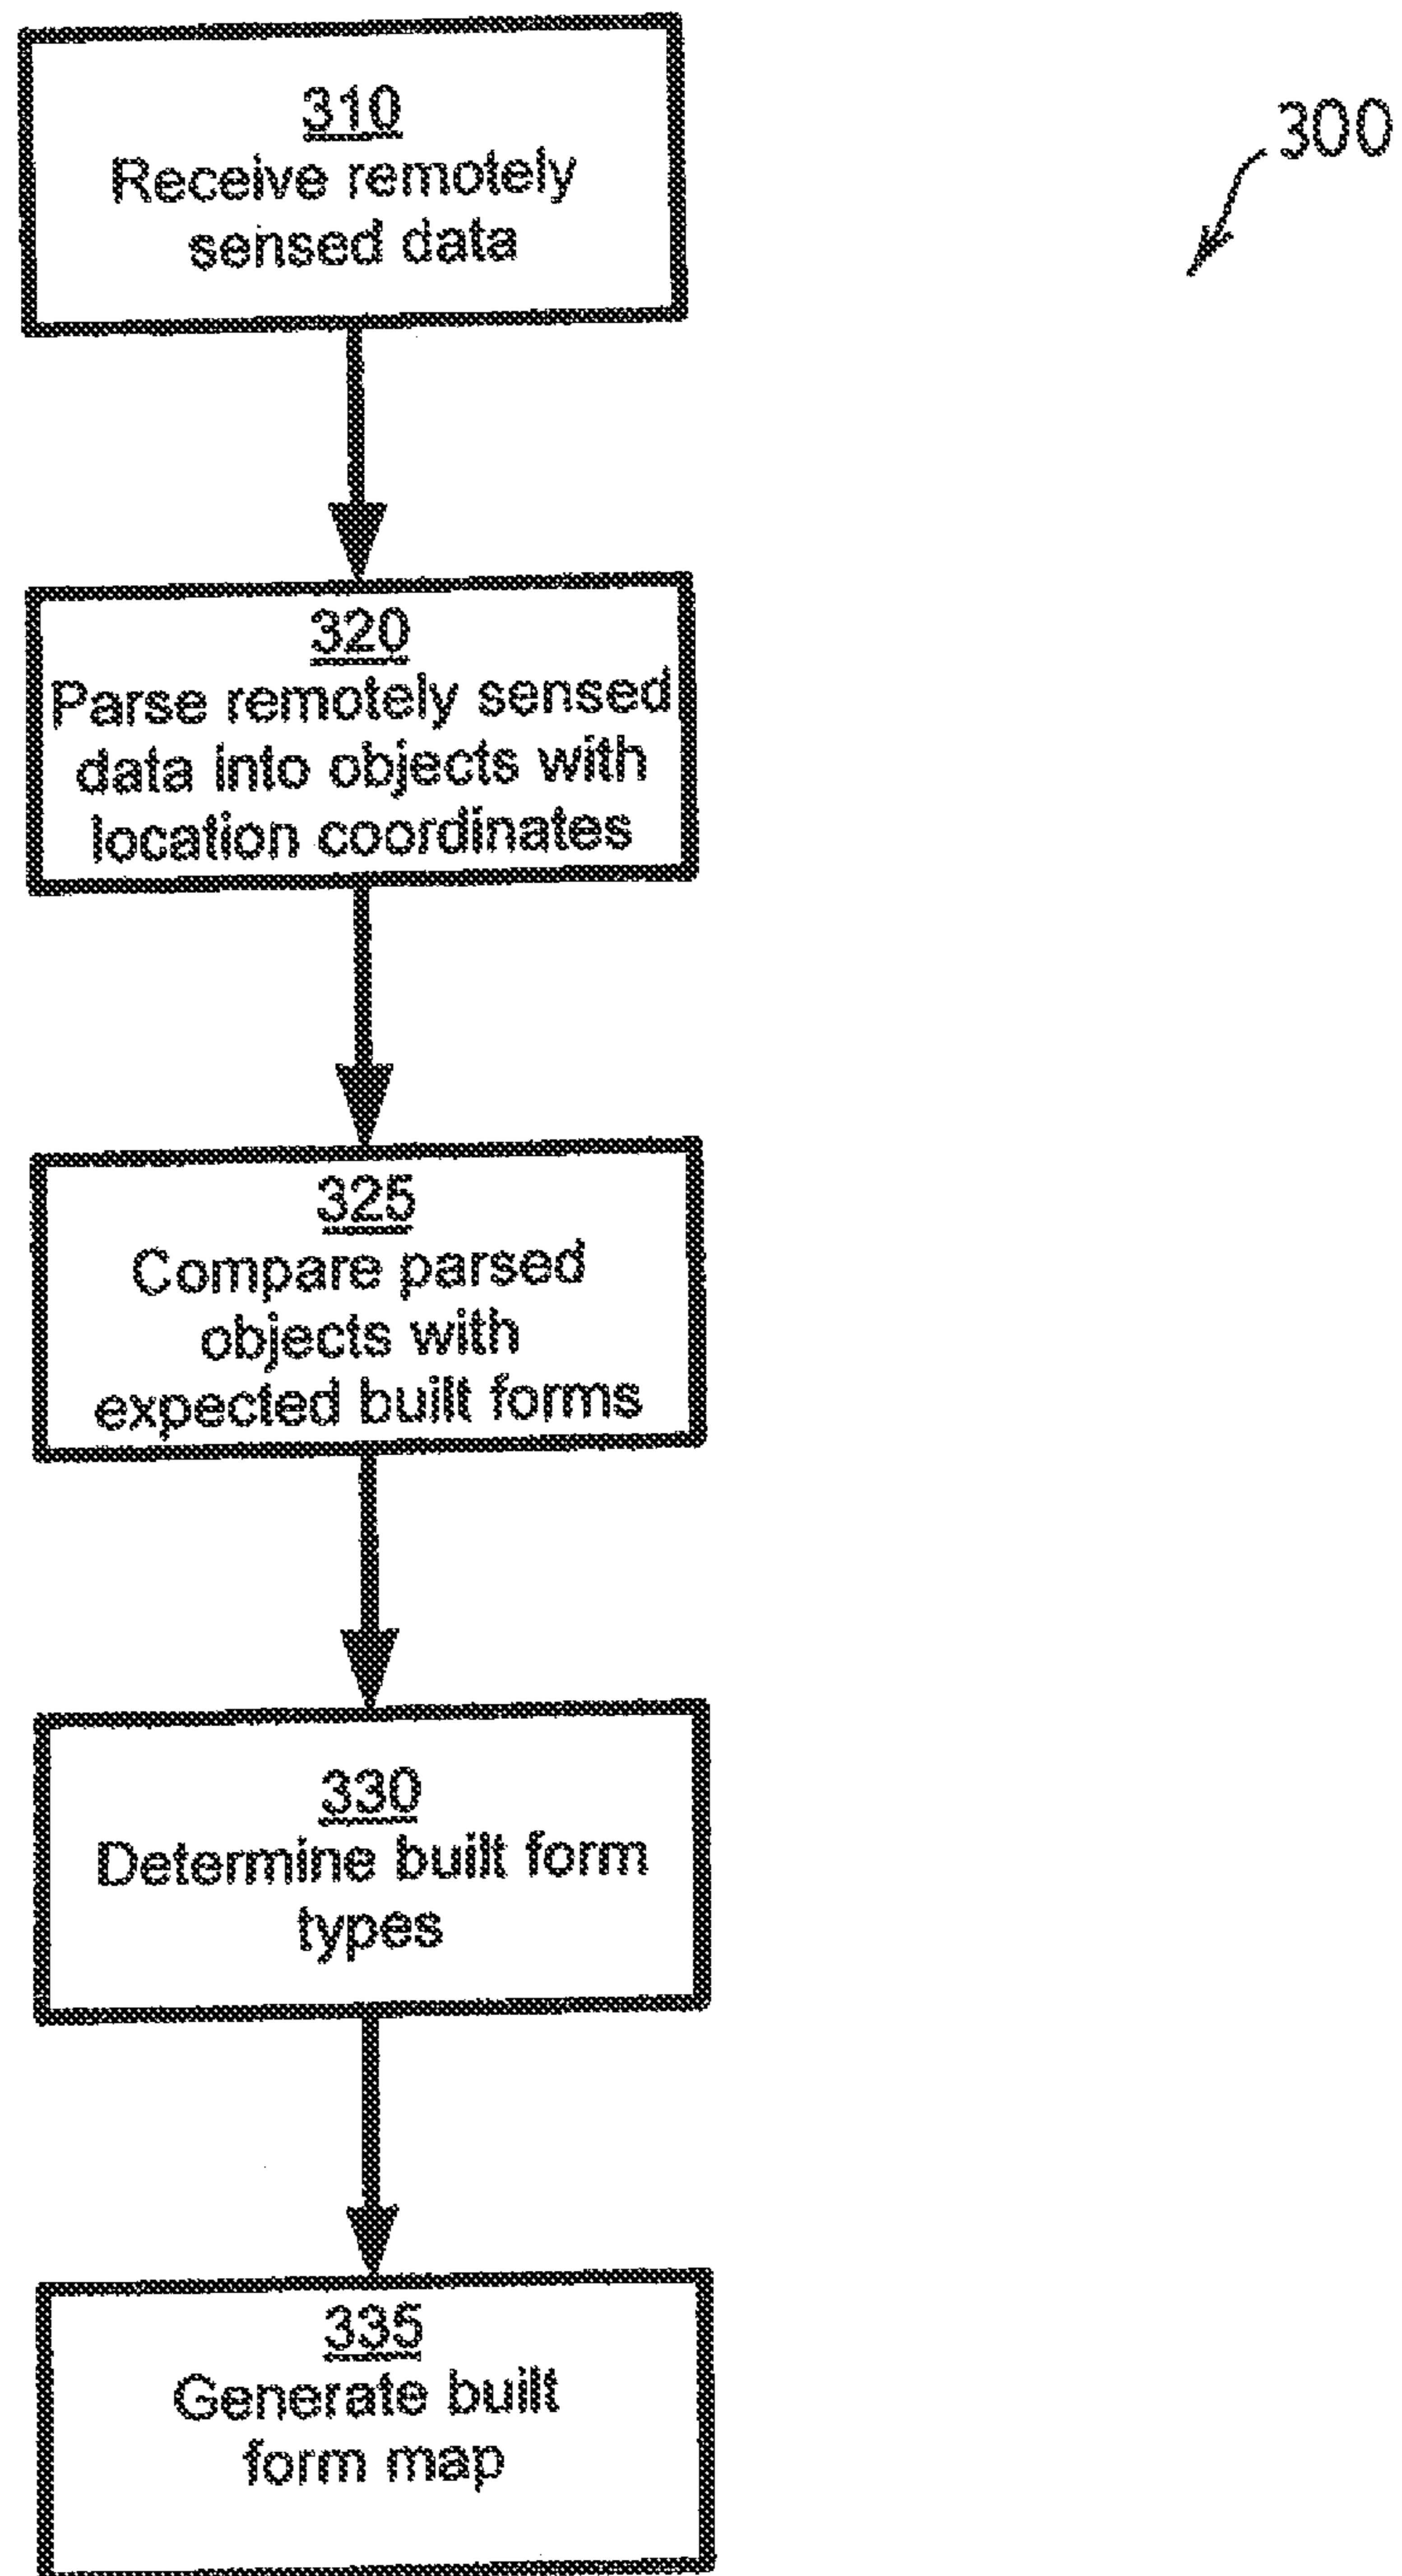 310
Receive remotely
sensed data
300
320
Parse remotely sensed
data into objects with
location coordinates
325
Compare parsed
objects with
expected built forms
330
Determine built form
types
335
Generate built
form map